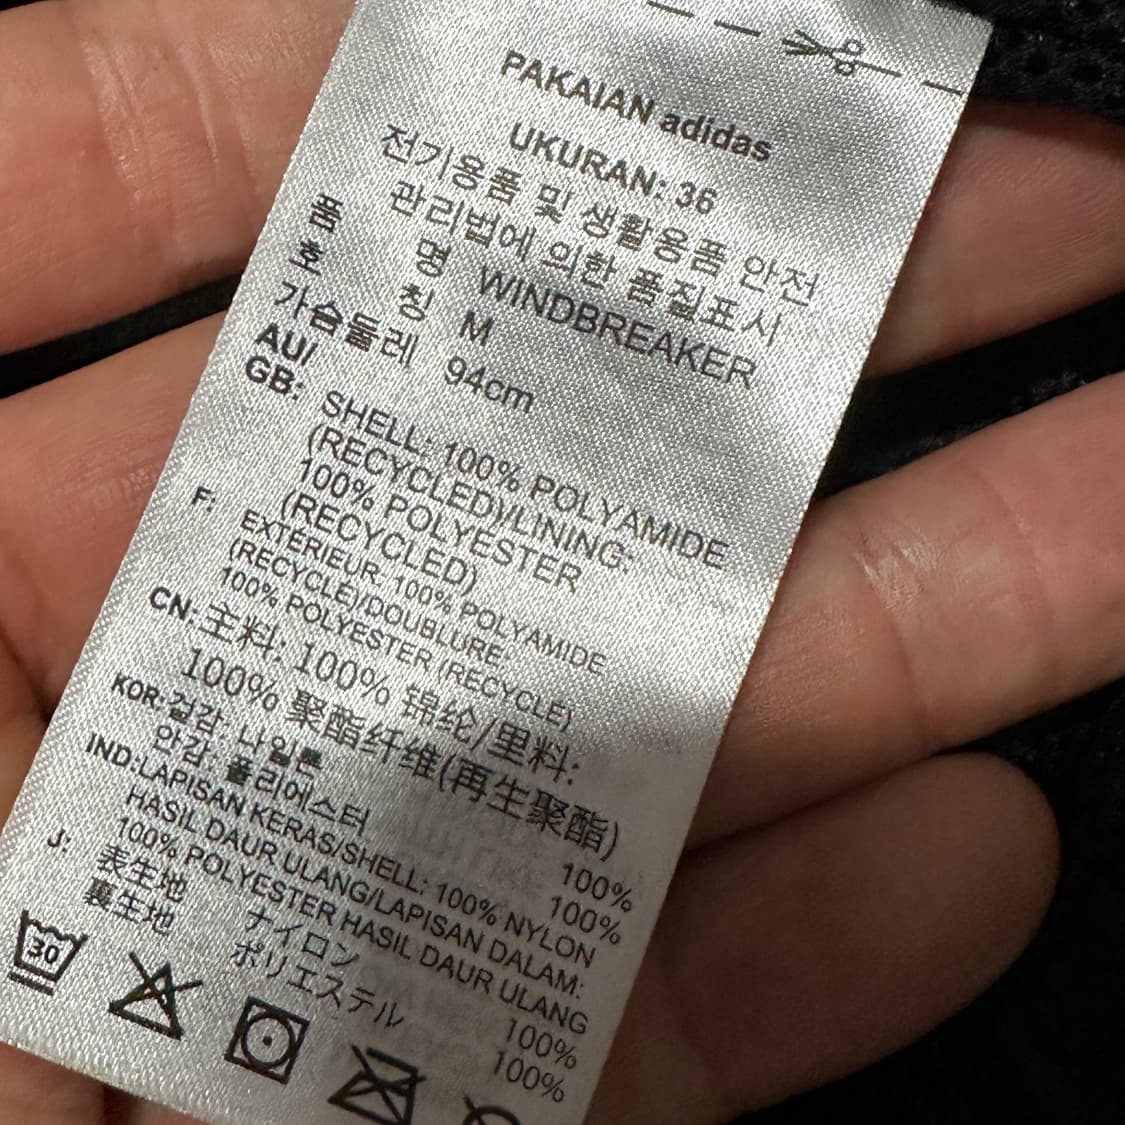 PAKAIAN adidas
UKURAN: 36
전기용품 및 생활용품 안전
관리법에 의한 품질표시
품 명 WINDBREAKER
호 칭 M
가슴둘레 94cm
AU/
GB: SHELL: 100% POLYAMIDE
(RECYCLED)/LINING:
100% POLYESTER
(RECYCLED)
F: EXTÉRIEUR: 100% POLYAMIDE
(RECYCLÉ)/DOUBLURE:
100% POLYESTER (RECYCLÉ)
CN: 主料: 100% 锦纶/里料:
100% 聚酯纤维(再生聚酯)
KOR: 겉감: 나일론 100%
안감: 폴리에스터 100%
IND: LAPISAN KERAS/SHELL: 100% NYLON
HASIL DAUR ULANG/LAPISAN DALAM:
100% POLYESTER HASIL DAUR ULANG
J: 表生地 ナイロン 100%
裏生地 ポリエステル 100%
30